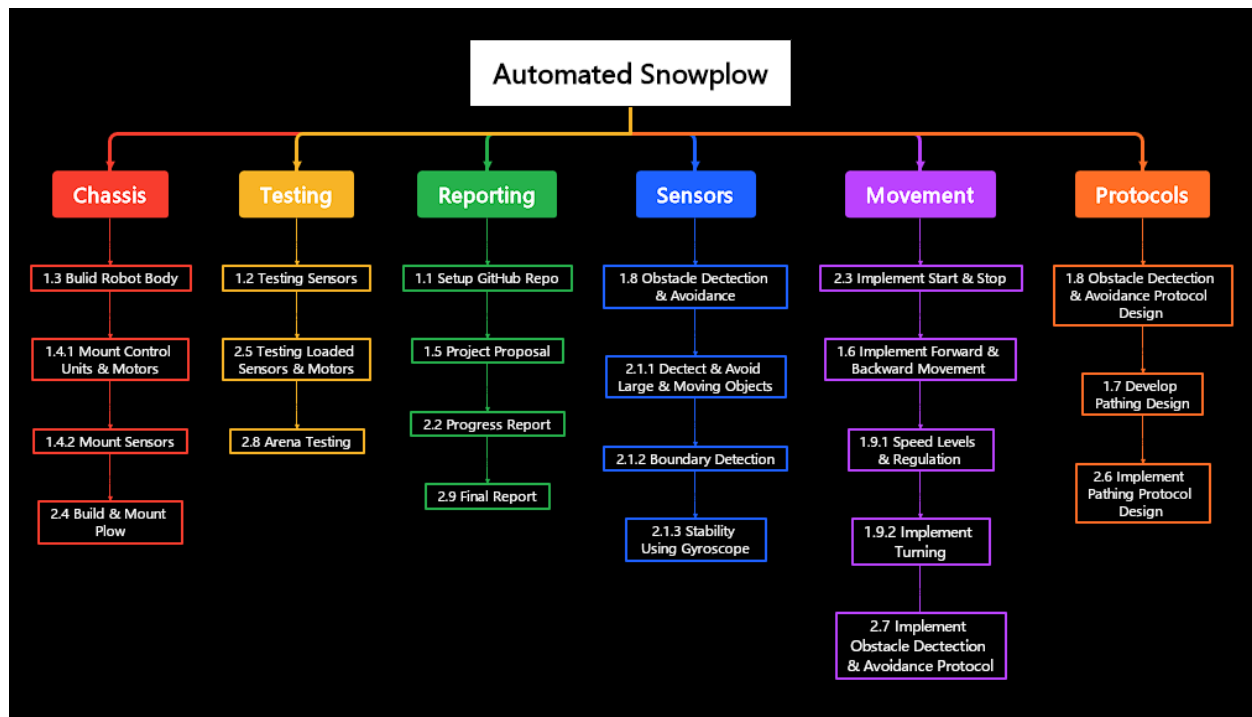 Automated Snowplow
Chassis
Testing
Reporting
Sensors
Movement
Protocols
1.3 Bulid Robot Body
1.4.1 Mount Control
Units & Motors
1.4.2 Mount Sensors
2.4 Build & Mount
Plow
1.2 Testing Sensors
2.5 Testing Loaded
Sensors & Motors
2.8 Arena Testing
1.1 Setup GitHub Repo
1.5 Project Proposal
2.2 Progress Report
2.9 Final Report
1.8 Obstacle Dectection
& Avoidance
2.1.1 Dectect & Avoid
Large & Moving Objects
2.1.2 Boundary Detection
2.1.3 Stability
Using Gyroscope
2.3 Implement Start & Stop
1.6 Implement Forward &
Backward Movement
1.9.1 Speed Levels
& Regulation
1.9.2 Implement
Turning
2.7 Implement
Obstacle Dectection
& Avoidance Protocol
1.8 Obstacle Dectection
& Avoidance Protocol
Design
1.7 Develop
Pathing Design
2.6 Implement
Pathing Protocol
Design